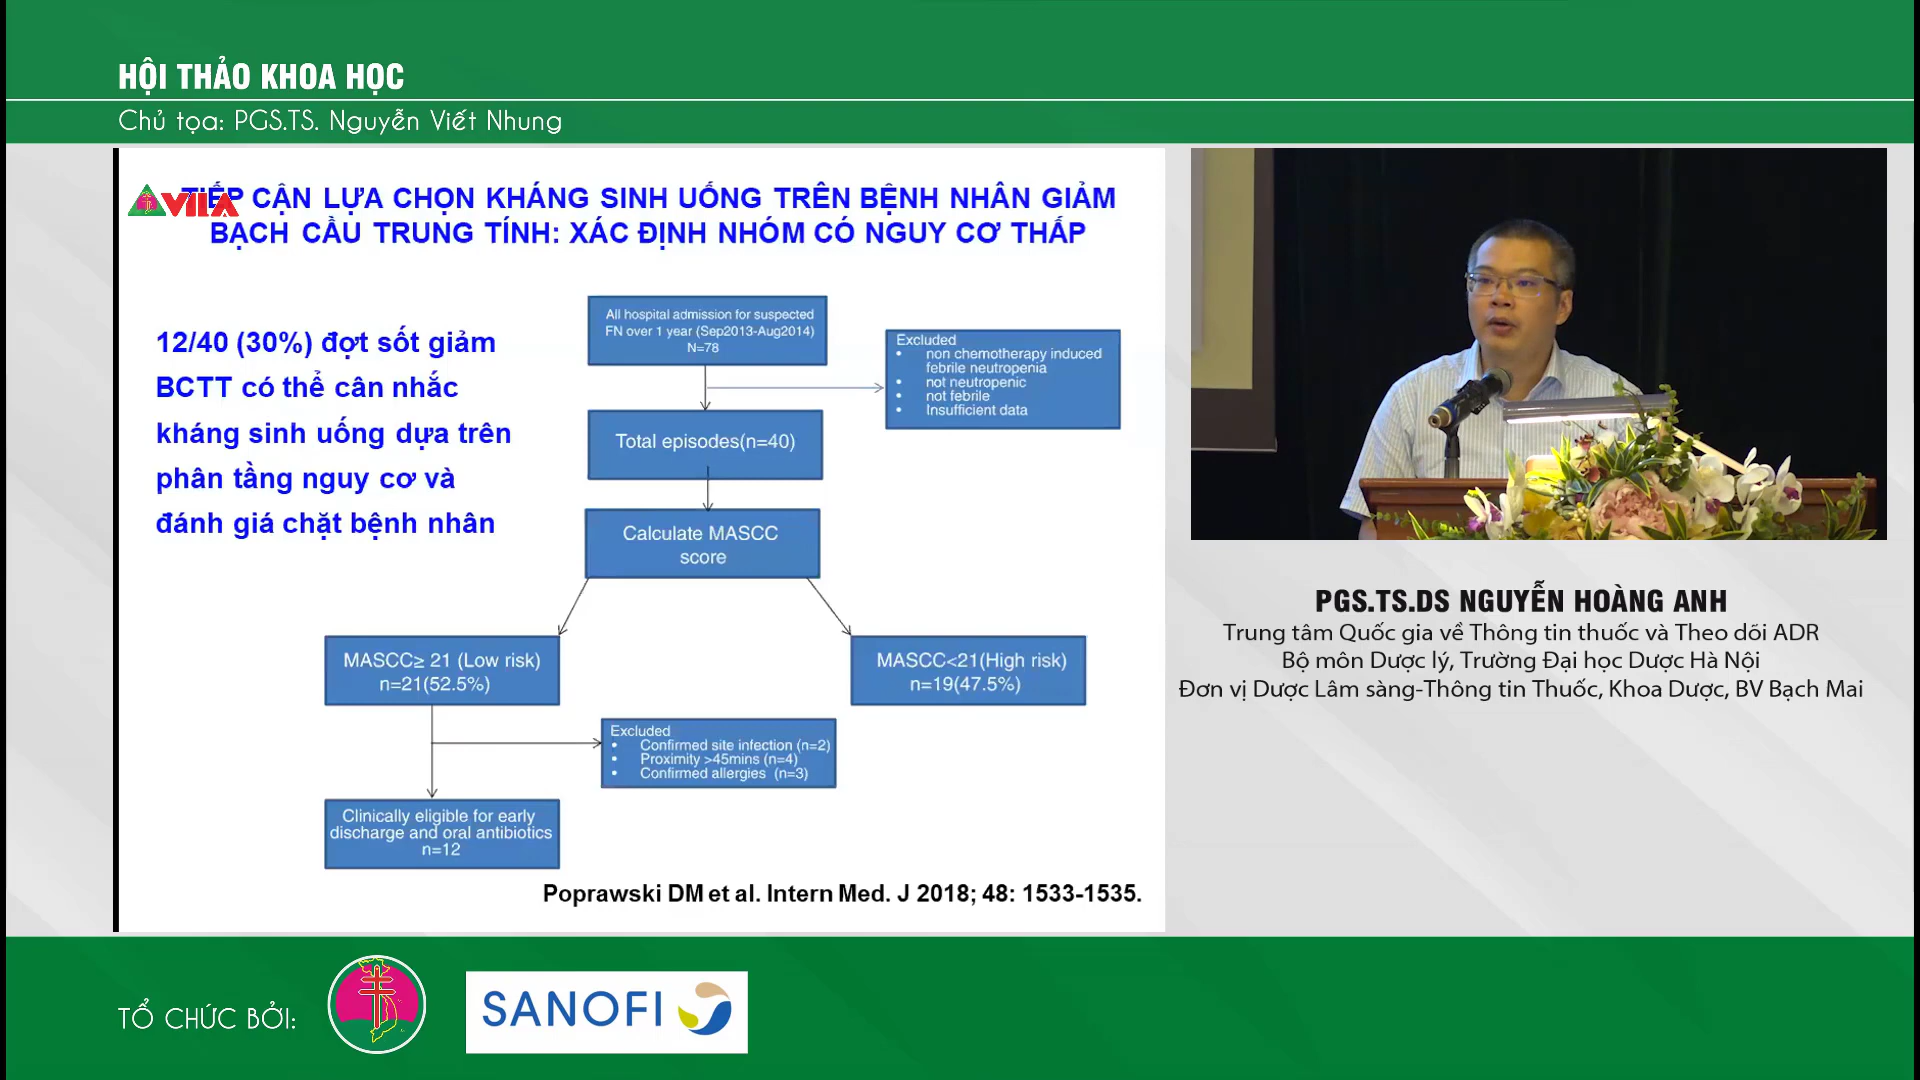 HỘI THẢO KHOA HỌC
Chủ tọa: PGS.TS. Nguyễn Viết Nhung
VILA
TIẾP CẬN LỰA CHỌN KHÁNG SINH UỐNG TRÊN BỆNH NHÂN GIẢM
BẠCH CẦU TRUNG TÍNH: XÁC ĐỊNH NHÓM CÓ NGUY CƠ THẤP
12/40 (30%) đợt sốt giảm
BCTT có thể cân nhắc
kháng sinh uống dựa trên
phân tầng nguy cơ và
đánh giá chặt bệnh nhân
All hospital admission for suspected
FN over 1 year (Sep2013-Aug2014)
N=78
Excluded
• non chemotherapy induced
febrile neutropenia
• not neutropenic
• not febrile
• Insufficient data
Total episodes(n=40)
Calculate MASCC
score
MASCC≥ 21 (Low risk)
n=21(52.5%)
MASCC<21(High risk)
n=19(47.5%)
Excluded
• Confirmed site infection (n=2)
• Proximity >45mins (n=4)
• Confirmed allergies (n=3)
Clinically eligible for early
discharge and oral antibiotics
n=12
Poprawski DM et al. Intern Med. J 2018; 48: 1533-1535.
PGS.TS.DS NGUYỄN HOÀNG ANH
Trung tâm Quốc gia về Thông tin thuốc và Theo dõi ADR
Bộ môn Dược lý, Trường Đại học Dược Hà Nội
Đơn vị Dược Lâm sàng-Thông tin Thuốc, Khoa Dược, BV Bạch Mai
TỔ CHỨC BỞI:
SANOFI